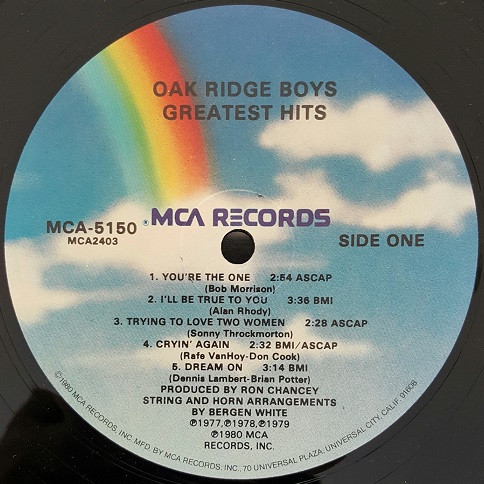 OAK RIDGE BOYS
GREATEST HITS
MCA-5150
MCA2403
MCA RECORDS
SIDE ONE
1. YOU'RE THE ONE 2:54 ASCAP
(Bob Morrison)
2. I'LL BE TRUE TO YOU 3:36 BMI
(Alan Rhody)
3. TRYING TO LOVE TWO WOMEN 2:28 ASCAP
(Sonny Throckmorton)
4. CRYIN' AGAIN 2:32 BMI/ASCAP
(Rafe VanHoy-Don Cook)
5. DREAM ON 3:14 BMI
(Dennis Lambert-Brian Potter)
PRODUCED BY RON CHANCEY
STRING AND HORN ARRANGEMENTS
BY BERGEN WHITE
℗1977,℗1978,℗1979
℗1980 MCA
RECORDS, INC.
©1980 MCA RECORDS, INC. MFD BY MCA RECORDS, INC., 70 UNIVERSAL PLAZA, UNIVERSAL CITY, CALIF. 91608